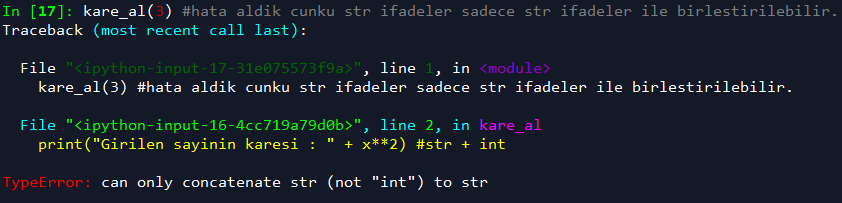 In [17]: kare_al(3) #hata aldik cunku str ifadeler sadece str ifadeler ile birlestirilebilir.
Traceback (most recent call last):
File "<ipython-input-17-31e075573f9a>", line 1, in <module>
kare_al(3) #hata aldik cunku str ifadeler sadece str ifadeler ile birlestirilebilir.
File "<ipython-input-16-4cc719a79d0b>", line 2, in kare_al
print("Girilen sayinin karesi : " + x**2) #str + int
TypeError: can only concatenate str (not "int") to str